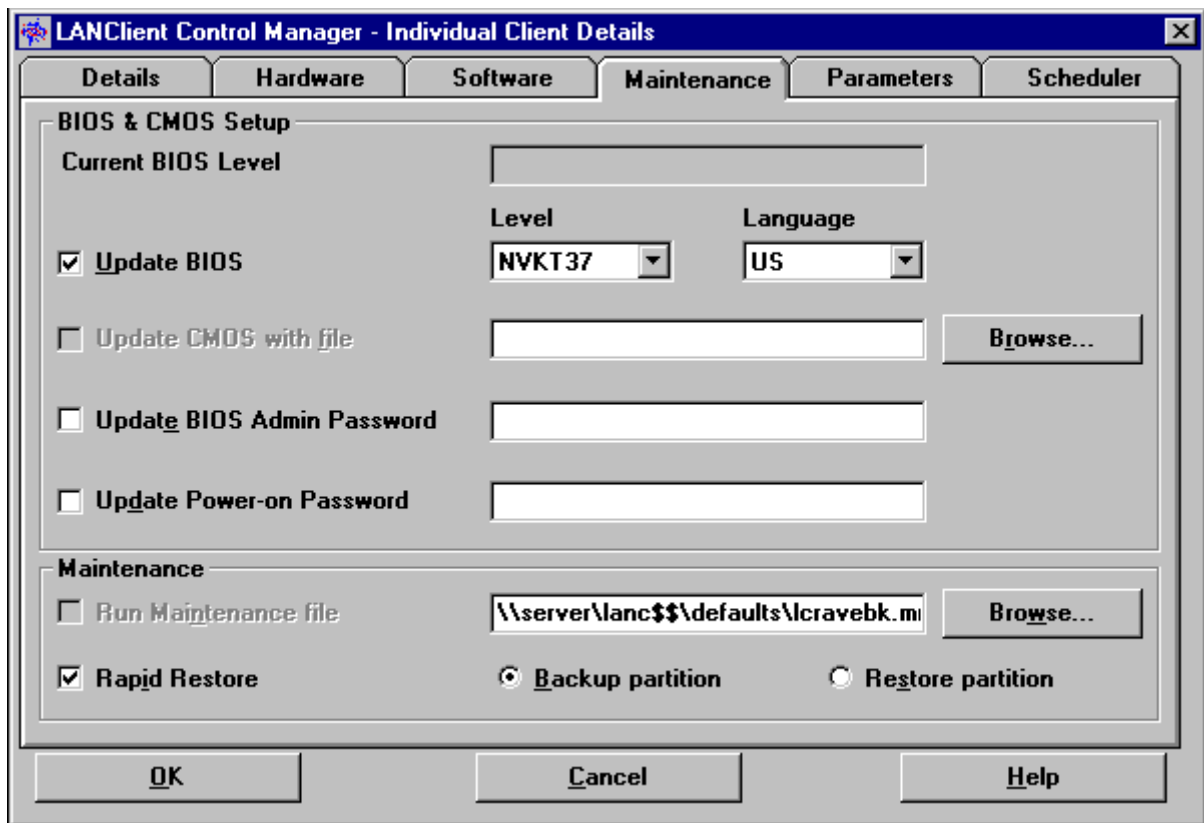 LANClient Control Manager - Individual Client Details
Details Hardware Software Maintenance Parameters Scheduler
BIOS & CMOS Setup
Current BIOS Level
Level Language
Update BIOS NVKT37 US
Update CMOS with file Browse...
Update BIOS Admin Password
Update Power-on Password
Maintenance
Run Maintenance file \\server\lanc$$\defaults\lcravebk.m Browse...
Rapid Restore Backup partition Restore partition
OK Cancel Help